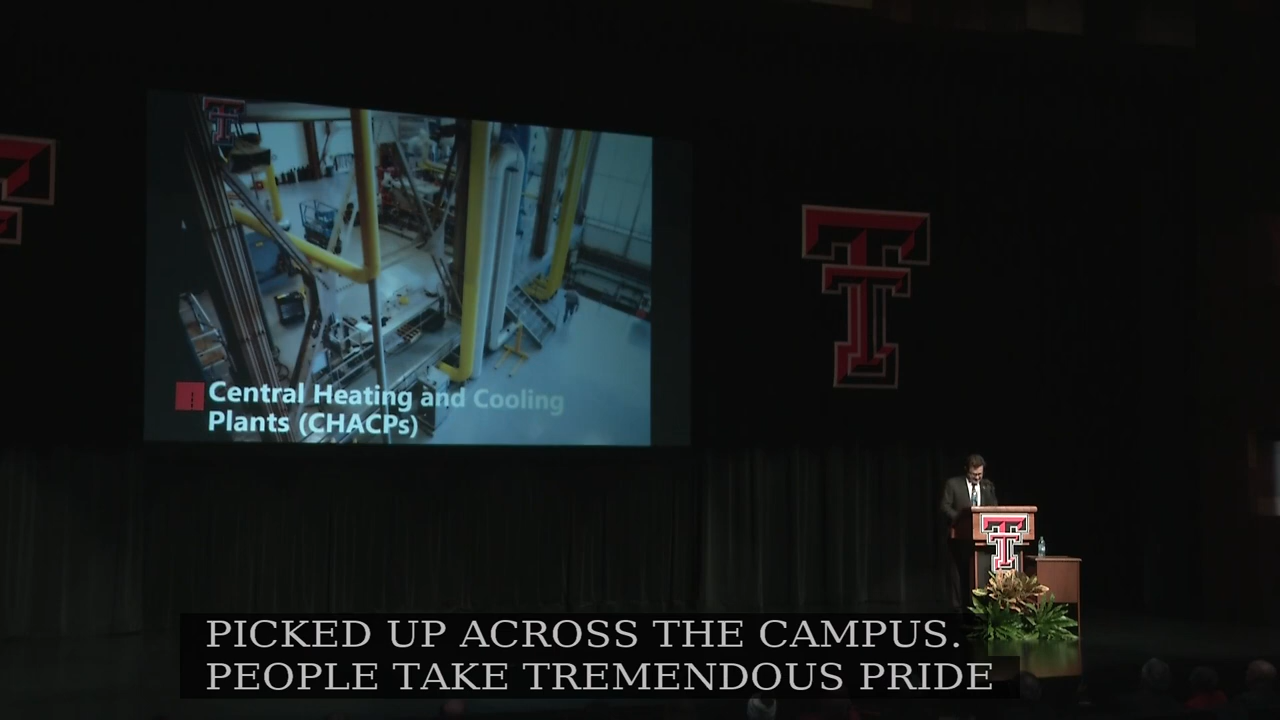 Central Heating and Cooling
Plants (CHACPs)
PICKED UP ACROSS THE CAMPUS.
PEOPLE TAKE TREMENDOUS PRIDE